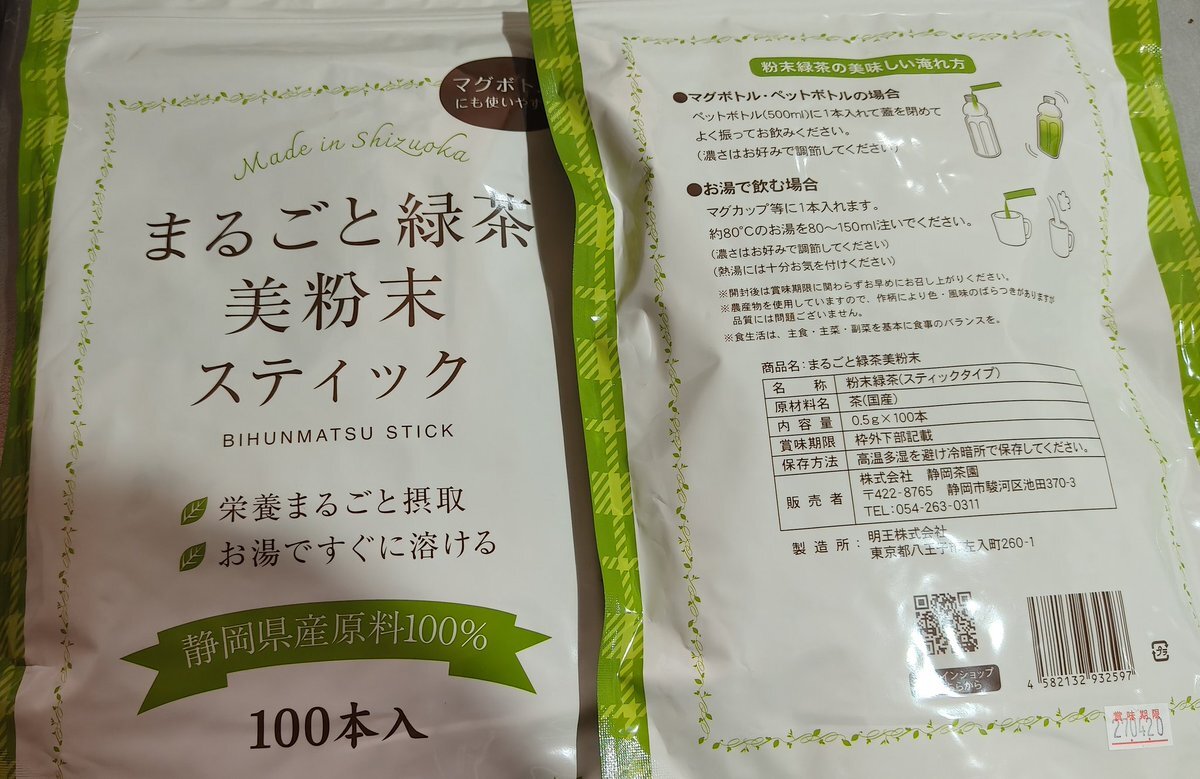 マグボト
にも使いやす
Made in Shizuoka
まるごと緑茶
美粉末
スティック
BIHUNMATSU STICK
栄養まるごと摂取
お湯ですぐに溶ける
静岡県産原料100%
100本入
粉末緑茶の美味しい淹れ方
●マグボトル・ペットボトルの場合
ペットボトル(500ml)に1本入れて蓋を閉めて
よく振ってお飲みください。
(濃さはお好みで調節してください)
●お湯で飲む場合
マグカップ等に1本入れます。
約80℃のお湯を80〜150ml注いでください。
(濃さはお好みで調節してください)
(熱湯には十分お気を付けください)
※開封後は賞味期限に関わらずお早めにお召し上がりください。
※農産物を使用していますので、作柄により色・風味のばらつきがありますが
品質には問題ございません。
※食生活は、主食・主菜・副菜を基本に食事のバランスを。
商品名:まるごと緑茶美粉末
名称 粉末緑茶(スティックタイプ)
原材料名 茶(国産)
内容量 0.5g×100本
賞味期限 枠外下部記載
保存方法 高温多湿を避け冷暗所で保存してください。
販売者 株式会社 静岡茶園
〒422-8765 静岡市駿河区池田370-3
TEL:054-263-0311
製造所: 明王株式会社
東京都八王子市左入町260-1
インショップ
ちらから
4 582132 932597
プラ
賞味期限
270420